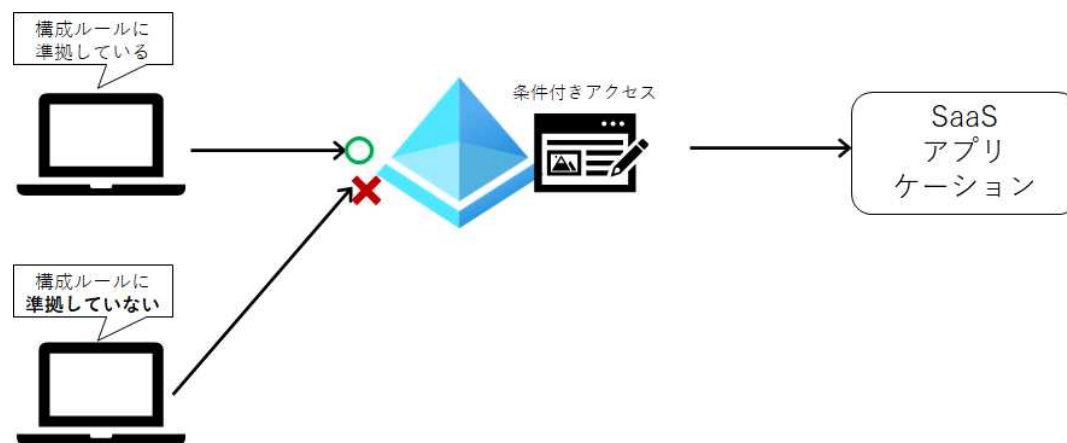 構成ルールに
準拠している
条件付きアクセス
SaaS
アプリ
ケーション
構成ルールに
準拠していない